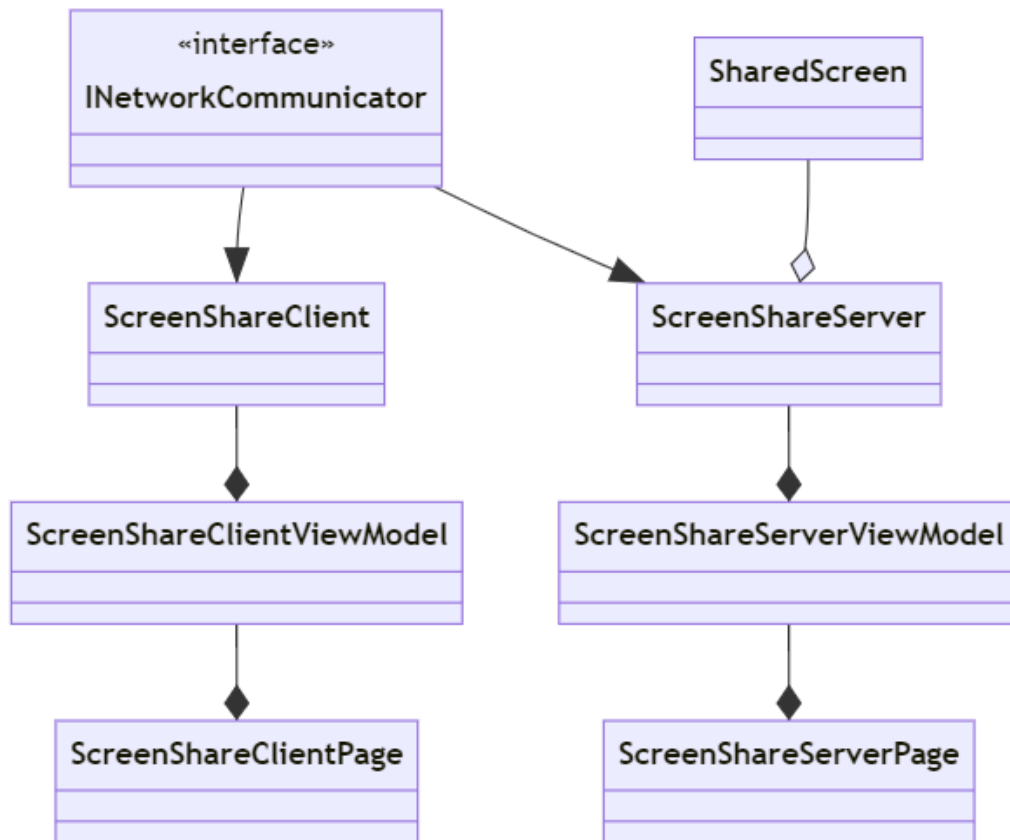 «interface»
INetworkCommunicator
SharedScreen
ScreenShareClient
ScreenShareServer
ScreenShareClientViewModel
ScreenShareServerViewModel
ScreenShareClientPage
ScreenShareServerPage